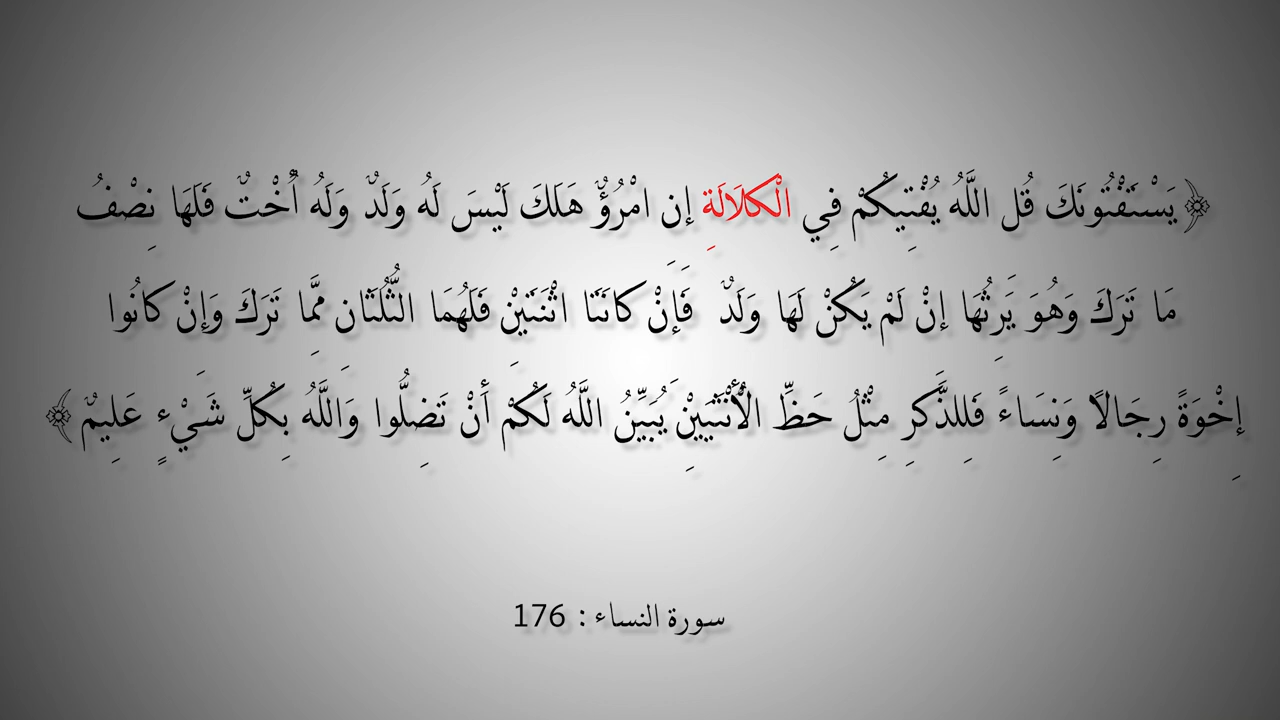 ﴿يَسْتَفْتُونَكَ قُلِ اللَّهُ يُفْتِيكُمْ فِي الْكَلَالَةِ إِنِ امْرُؤٌ هَلَكَ لَيْسَ لَهُ وَلَدٌ وَلَهُ أُخْتٌ فَلَهَا نِصْفُ
مَا تَرَكَ وَهُوَ يَرِثُهَا إِنْ لَمْ يَكُنْ لَهَا وَلَدٌ فَإِنْ كَانَتَا اثْنَتَيْنِ فَلَهُمَا الثُّلُثَانِ مِمَّا تَرَكَ وَإِنْ كَانُوا
إِخْوَةً رِجَالًا وَنِسَاءً فَلِلذَّكَرِ مِثْلُ حَظِّ الْأُنْثَيَيْنِ يُبَيِّنُ اللَّهُ لَكُمْ أَنْ تَضِلُّوا وَاللَّهُ بِكُلِّ شَيْءٍ عَلِيمٌ﴾
سورة النساء : 176